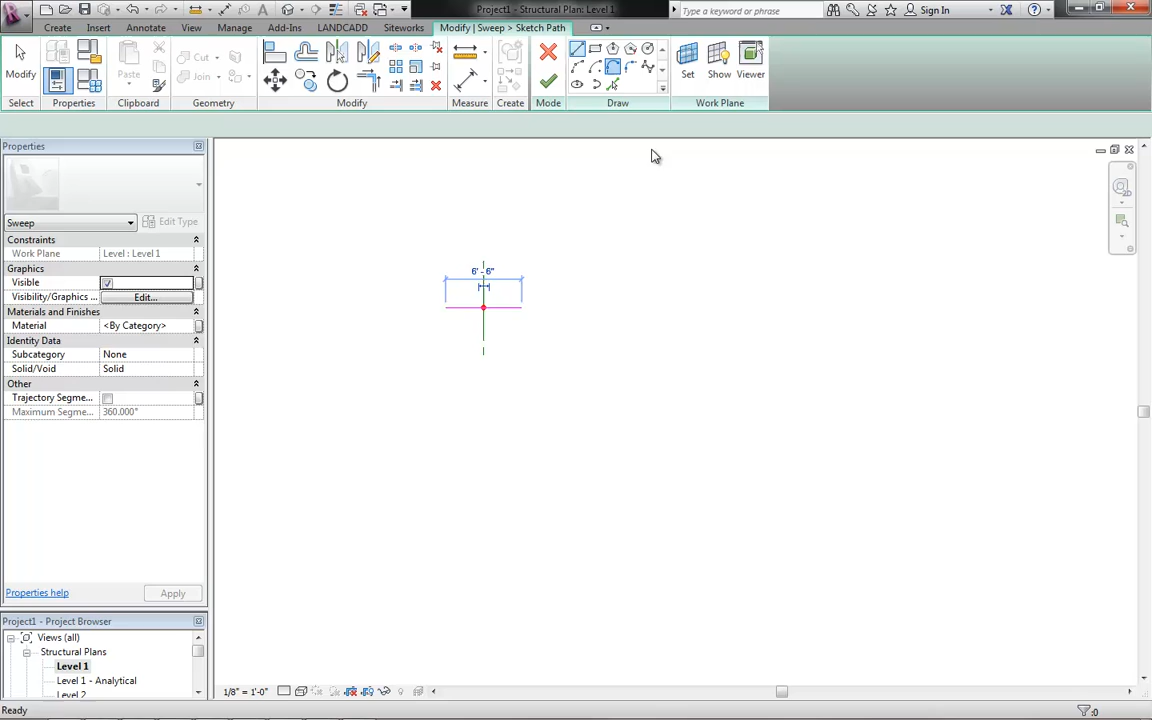 Project1 - Structural Plan: Level 1
Type a keyword or phrase
Sign In
Create Insert Annotate View Manage Add-Ins LANDCADD Siteworks Modify | Sweep > Sketch Path
Modify
Paste
Cut
Join
Set Show Viewer
Select Properties Clipboard Geometry Modify Measure Create Mode Draw Work Plane
Properties
Sweep
Edit Type
Constraints
Work Plane Level : Level 1
Graphics
Visible
Visibility/Graphics ... Edit...
Materials and Finishes
Material <By Category>
Identity Data
Subcategory None
Solid/Void Solid
Other
Trajectory Segme...
Maximum Segme... 360.000"
Properties help
Apply
6' - 6"
Project1 - Project Browser
Views (all)
Structural Plans
Level 1
Level 1 - Analytical
Level 2
1/8" = 1'-0"
Ready
:0